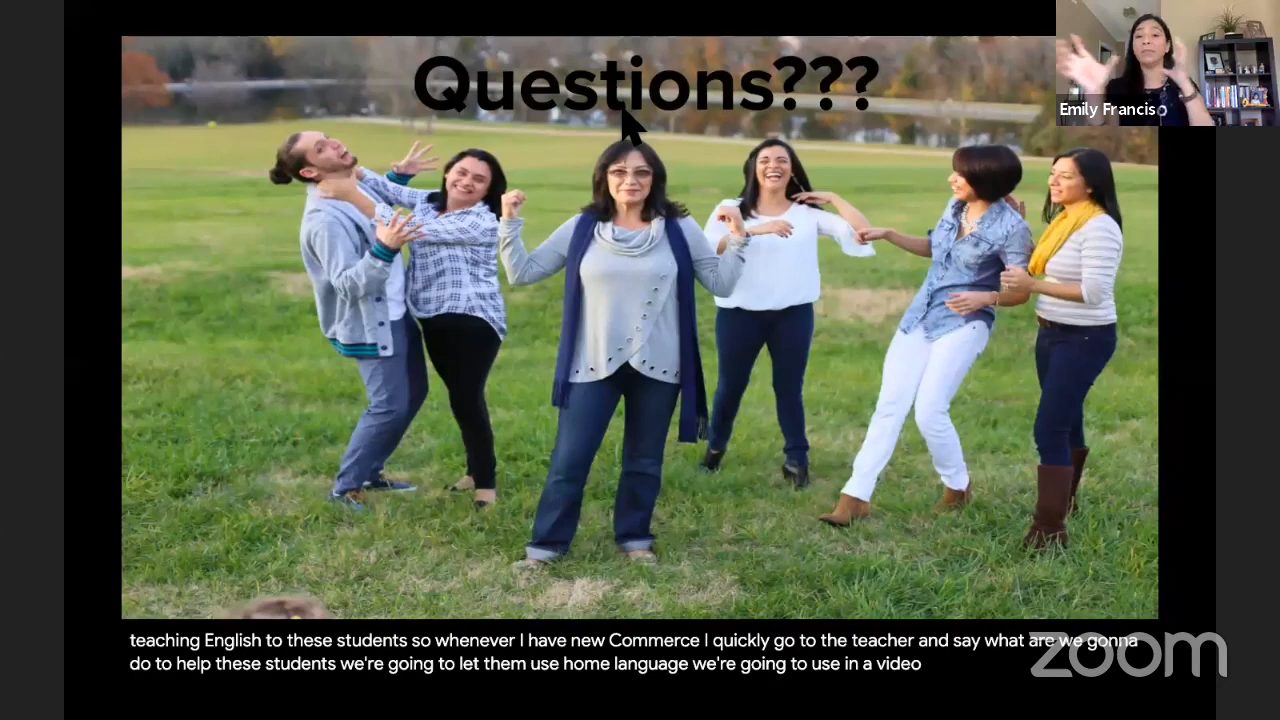 Questions???
Emily Francis
teaching English to these students so whenever I have new Commerce I quickly go to the teacher and say what are we gonna
do to help these students we're going to let them use home language we're going to use in a video
zoom